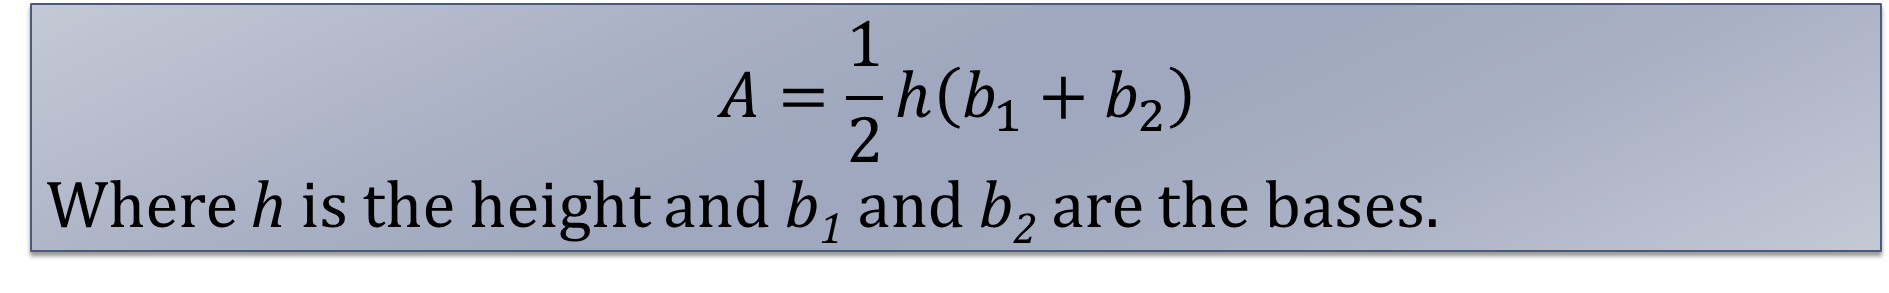 A = 1/2 h(b₁ + b₂)
Where h is the height and b₁ and b₂ are the bases.